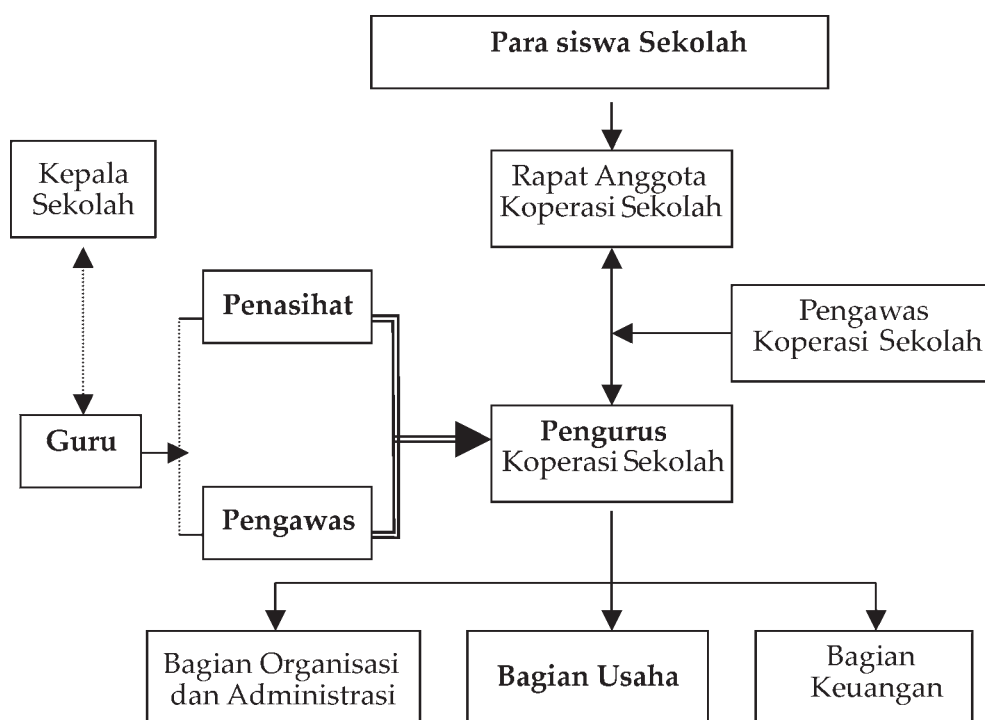 Para siswa Sekolah
Kepala
Sekolah
Rapat Anggota
Koperasi Sekolah
Penasihat
Pengawas
Koperasi Sekolah
Guru
Pengurus
Koperasi Sekolah
Pengawas
Bagian Organisasi
dan Administrasi
Bagian Usaha
Bagian
Keuangan